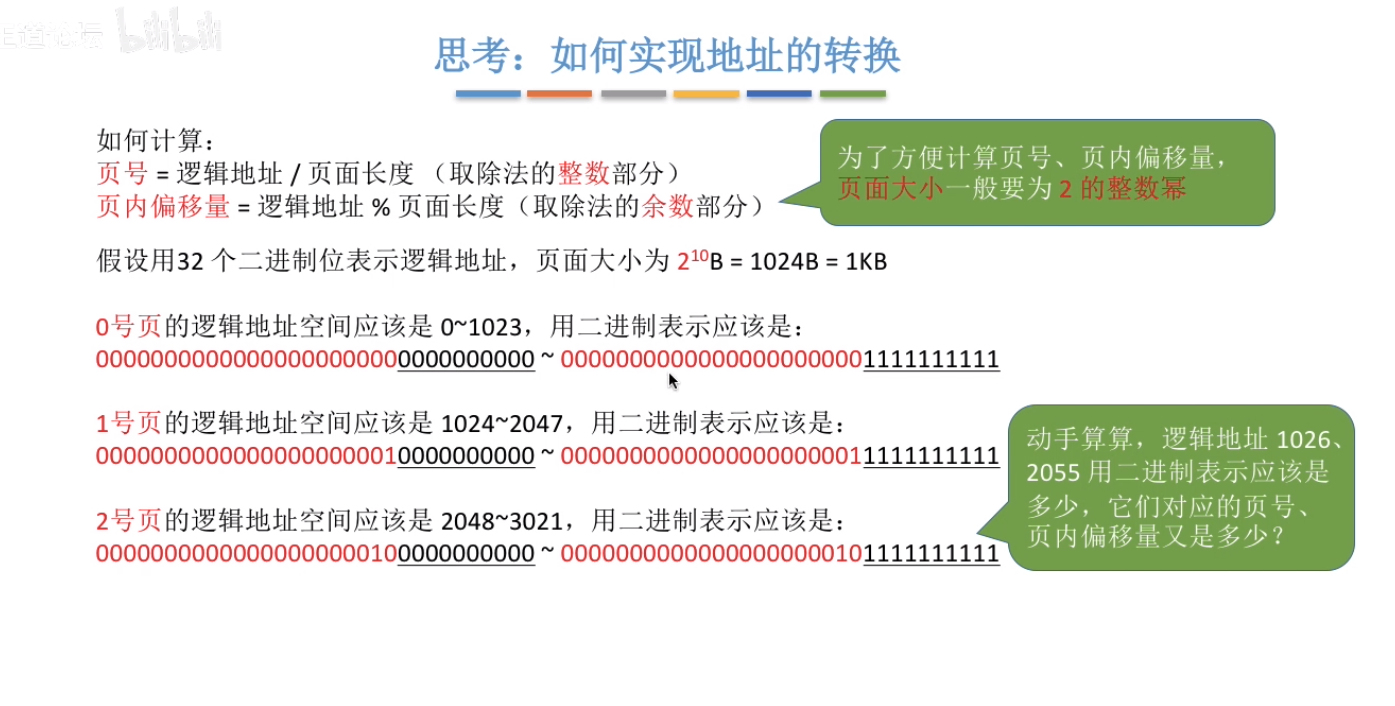 bilibili
思考：如何实现地址的转换
如何计算：
页号 = 逻辑地址 / 页面长度 （取除法的整数部分）
页内偏移量 = 逻辑地址 % 页面长度（取除法的余数部分）
为了方便计算页号、页内偏移量，
页面大小一般要为 2 的整数幂
假设用32 个二进制位表示逻辑地址，页面大小为 2¹⁰B = 1024B = 1KB
0号页的逻辑地址空间应该是 0~1023，用二进制表示应该是：
00000000000000000000000000000000 ~ 00000000000000000000001111111111
1号页的逻辑地址空间应该是 1024~2047，用二进制表示应该是：
00000000000000000000010000000000 ~ 00000000000000000000011111111111
2号页的逻辑地址空间应该是 2048~3021，用二进制表示应该是：
00000000000000000000100000000000 ~ 00000000000000000000101111111111
动手算算，逻辑地址 1026、
2055 用二进制表示应该是
多少，它们对应的页号、
页内偏移量又是多少？